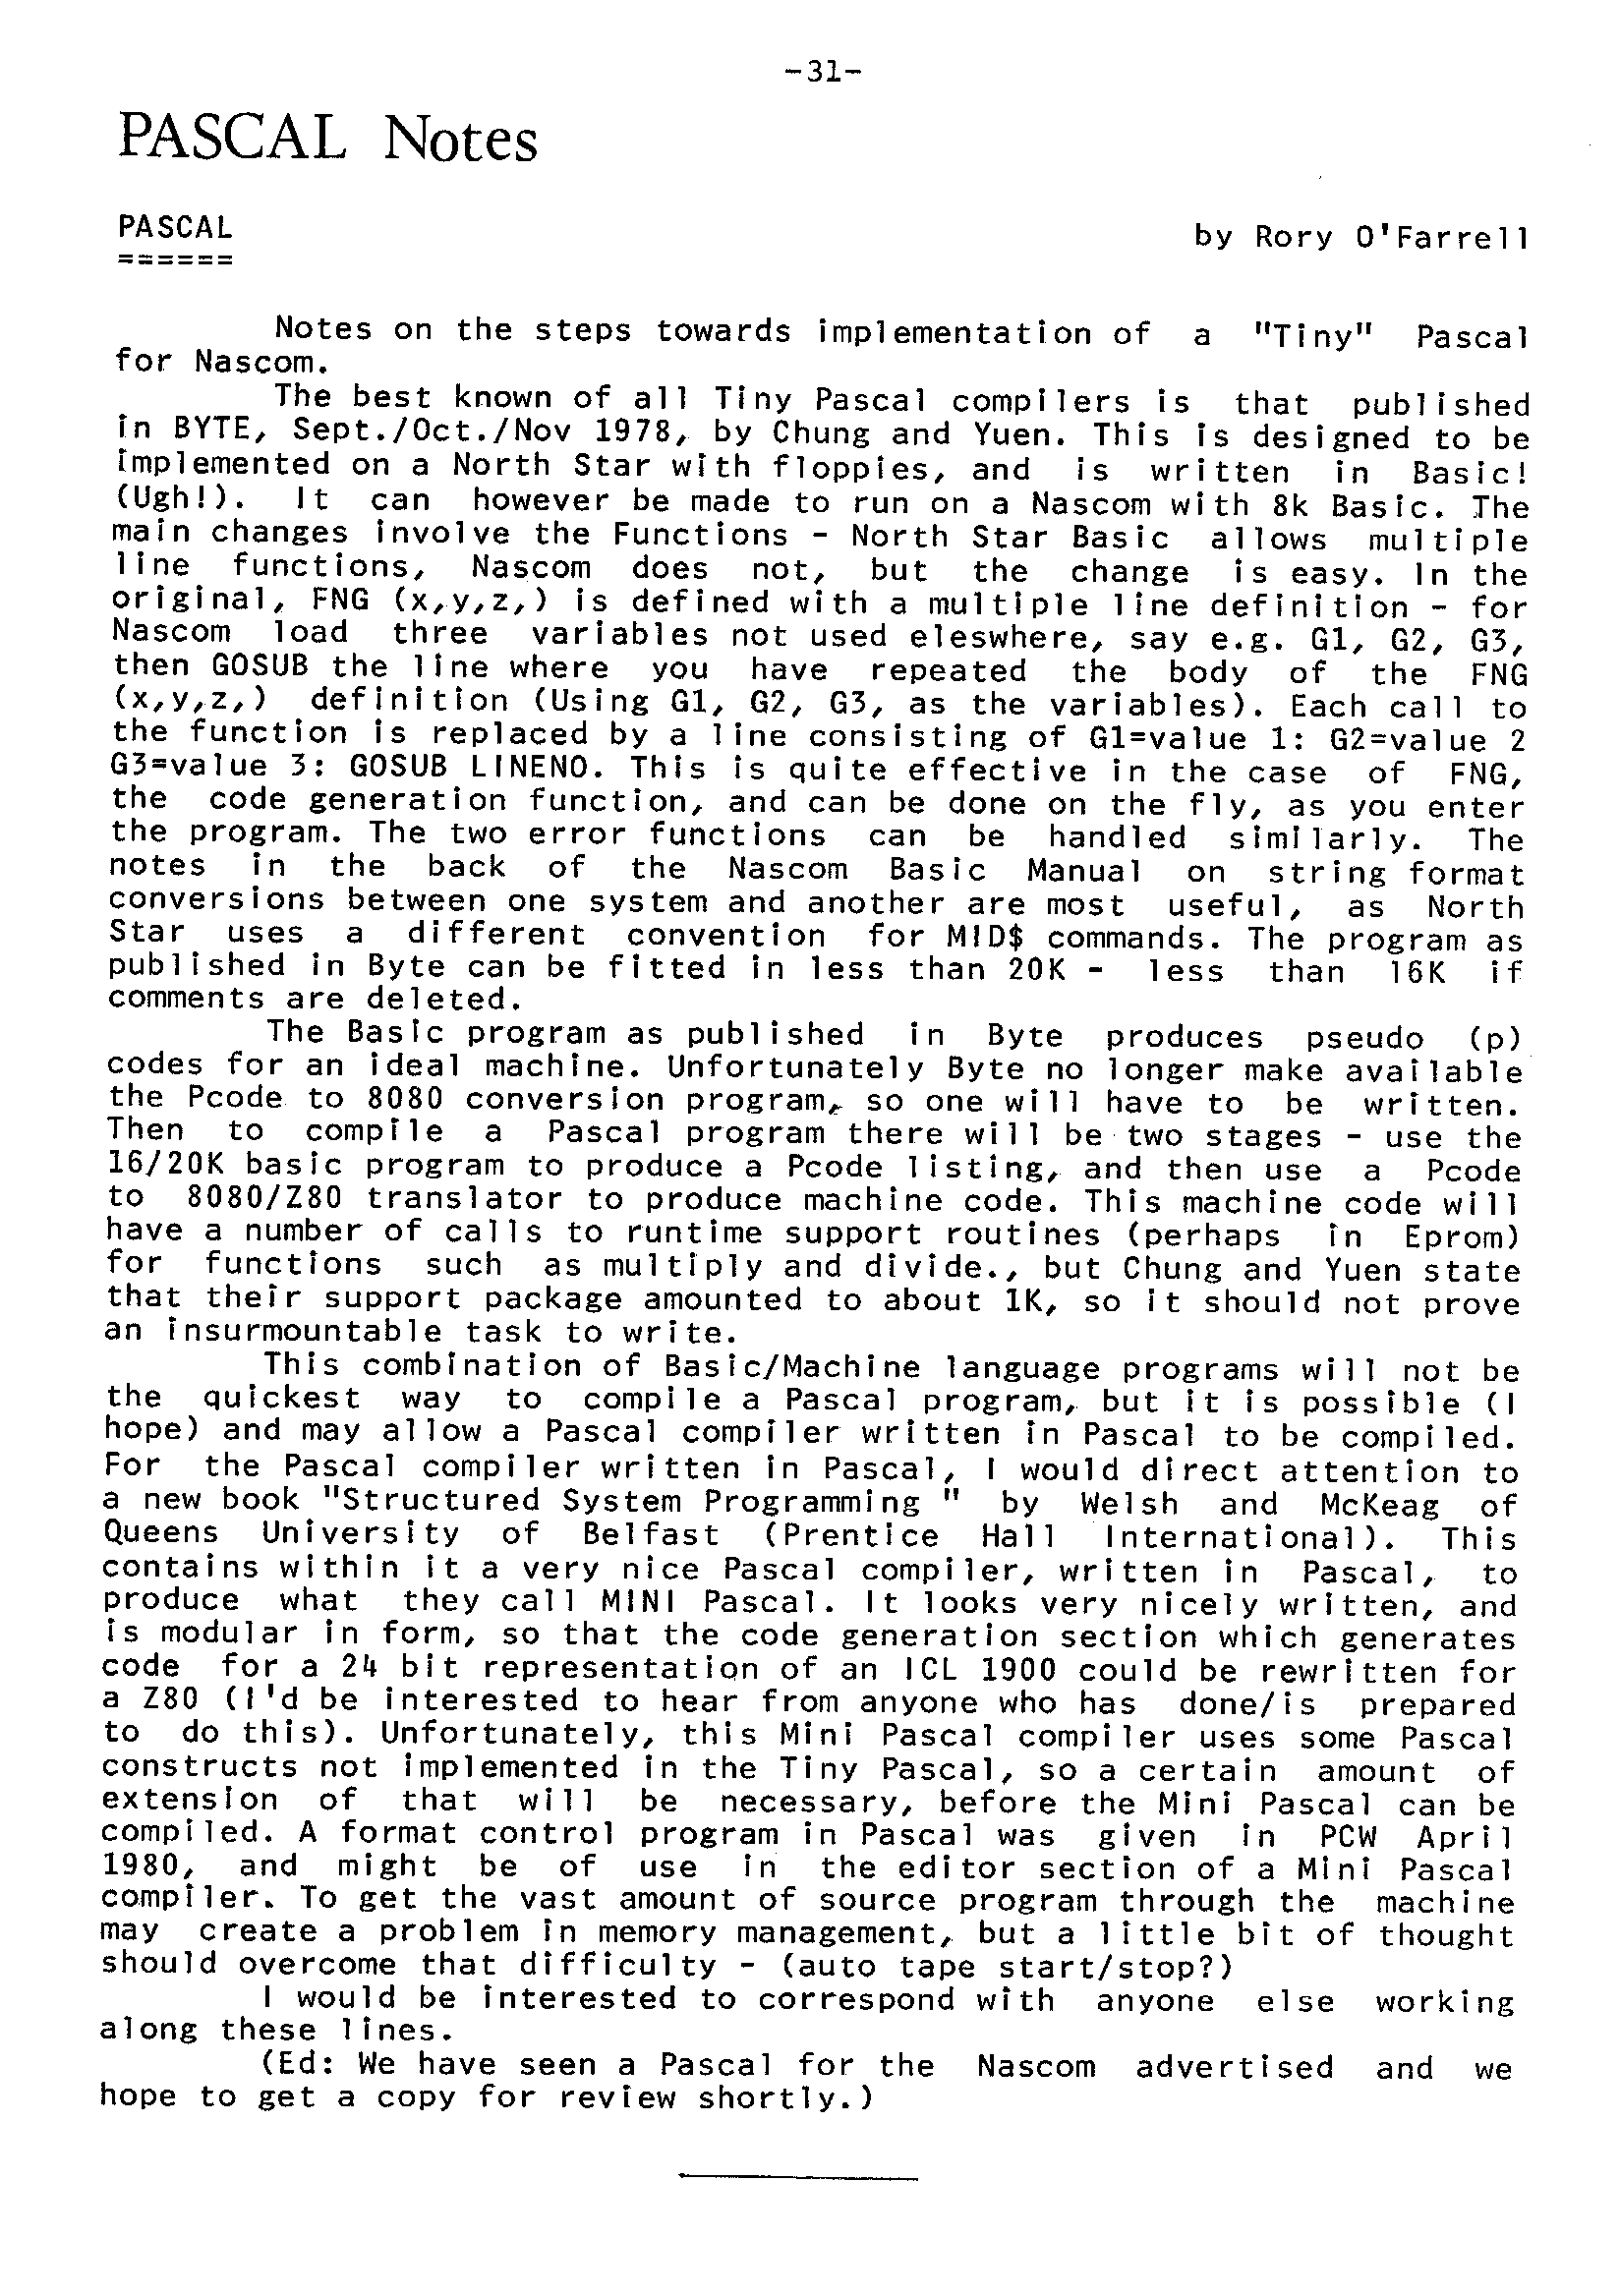 -31-
PASCAL Notes
PASCAL by Rory O'Farrell
======
Notes on the steps towards implementation of a "Tiny" Pascal
for Nascom.
The best known of all Tiny Pascal compilers is that published
in BYTE, Sept./Oct./Nov 1978, by Chung and Yuen. This is designed to be
implemented on a North Star with floppies, and is written in Basic!
(Ugh!). It can however be made to run on a Nascom with 8k Basic. The
main changes involve the Functions - North Star Basic allows multiple
line functions, Nascom does not, but the change is easy. In the
original, FNG (x,y,z,) is defined with a multiple line definition - for
Nascom load three variables not used eleswhere, say e.g. G1, G2, G3,
then GOSUB the line where you have repeated the body of the FNG
(x,y,z,) definition (Using G1, G2, G3, as the variables). Each call to
the function is replaced by a line consisting of G1=value 1: G2=value 2
G3=value 3: GOSUB LINENO. This is quite effective in the case of FNG,
the code generation function, and can be done on the fly, as you enter
the program. The two error functions can be handled similarly. The
notes in the back of the Nascom Basic Manual on string format
conversions between one system and another are most useful, as North
Star uses a different convention for MID$ commands. The program as
published in Byte can be fitted in less than 20K - less than 16K if
comments are deleted.
The Basic program as published in Byte produces pseudo (p)
codes for an ideal machine. Unfortunately Byte no longer make available
the Pcode to 8080 conversion program, so one will have to be written.
Then to compile a Pascal program there will be two stages - use the
16/20K basic program to produce a Pcode listing, and then use a Pcode
to 8080/Z80 translator to produce machine code. This machine code will
have a number of calls to runtime support routines (perhaps in Eprom)
for functions such as multiply and divide., but Chung and Yuen state
that their support package amounted to about 1K, so it should not prove
an insurmountable task to write.
This combination of Basic/Machine language programs will not be
the quickest way to compile a Pascal program, but it is possible (I
hope) and may allow a Pascal compiler written in Pascal to be compiled.
For the Pascal compiler written in Pascal, I would direct attention to
a new book "Structured System Programming " by Welsh and McKeag of
Queens University of Belfast (Prentice Hall International). This
contains within it a very nice Pascal compiler, written in Pascal, to
produce what they call MINI Pascal. It looks very nicely written, and
is modular in form, so that the code generation section which generates
code for a 24 bit representation of an ICL 1900 could be rewritten for
a Z80 (I'd be interested to hear from anyone who has done/is prepared
to do this). Unfortunately, this Mini Pascal compiler uses some Pascal
constructs not implemented in the Tiny Pascal, so a certain amount of
extension of that will be necessary, before the Mini Pascal can be
compiled. A format control program in Pascal was given in PCW April
1980, and might be of use in the editor section of a Mini Pascal
compiler. To get the vast amount of source program through the machine
may create a problem in memory management, but a little bit of thought
should overcome that difficulty - (auto tape start/stop?)
I would be interested to correspond with anyone else working
along these lines.
(Ed: We have seen a Pascal for the Nascom advertised and we
hope to get a copy for review shortly.)